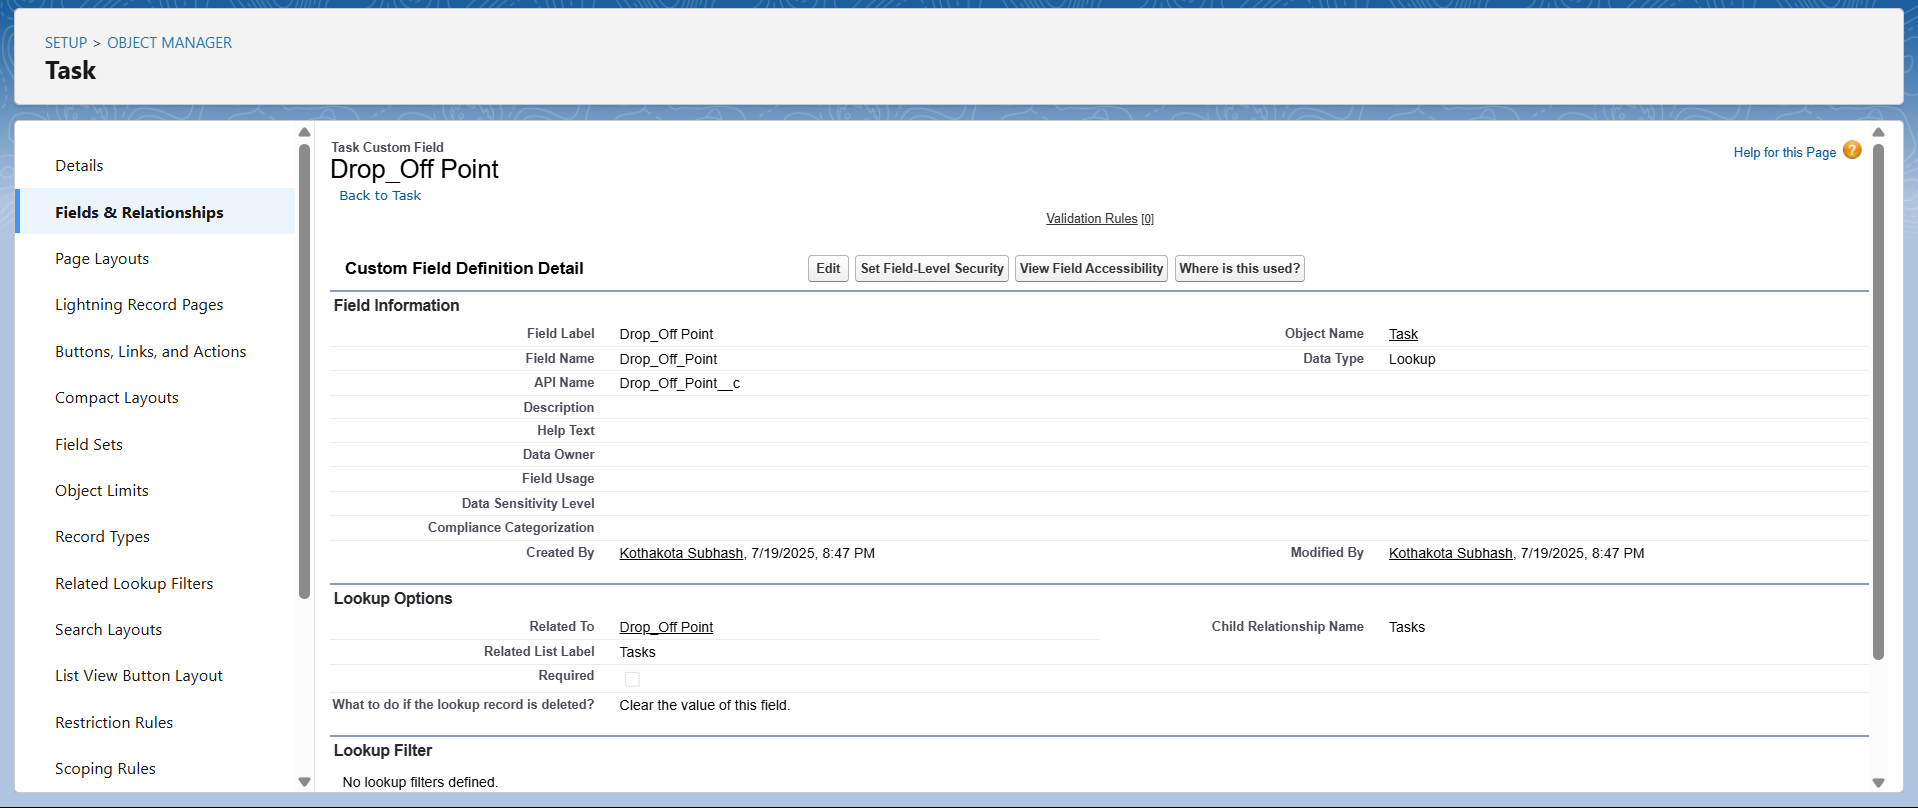 SETUP > OBJECT MANAGER
Task
Details
Fields & Relationships
Page Layouts
Lightning Record Pages
Buttons, Links, and Actions
Compact Layouts
Field Sets
Object Limits
Record Types
Related Lookup Filters
Search Layouts
List View Button Layout
Restriction Rules
Scoping Rules
Task Custom Field
Drop_Off Point
Back to Task
Help for this Page ?
Validation Rules [0]
Custom Field Definition Detail
Edit Set Field-Level Security View Field Accessibility Where is this used?
Field Information
Field Label Drop_Off Point Object Name Task
Field Name Drop_Off_Point Data Type Lookup
API Name Drop_Off_Point__c
Description
Help Text
Data Owner
Field Usage
Data Sensitivity Level
Compliance Categorization
Created By Kothakota Subhash, 7/19/2025, 8:47 PM Modified By Kothakota Subhash, 7/19/2025, 8:47 PM
Lookup Options
Related To Drop_Off Point Child Relationship Name Tasks
Related List Label Tasks
Required
What to do if the lookup record is deleted? Clear the value of this field.
Lookup Filter
No lookup filters defined.